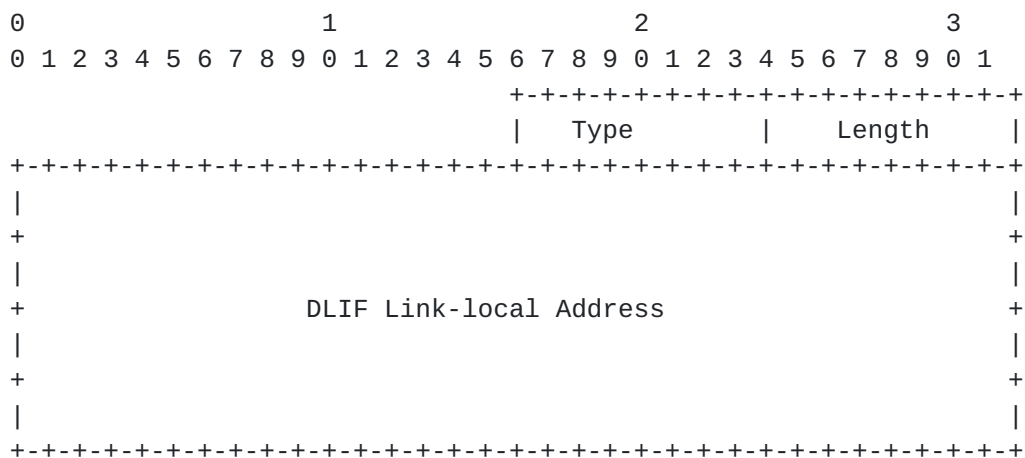 0                   1                   2                   3
0 1 2 3 4 5 6 7 8 9 0 1 2 3 4 5 6 7 8 9 0 1 2 3 4 5 6 7 8 9 0 1
                                +-+-+-+-+-+-+-+-+-+-+-+-+-+-+-+-+
                                |   Type        |    Length     |
+-+-+-+-+-+-+-+-+-+-+-+-+-+-+-+-+-+-+-+-+-+-+-+-+-+-+-+-+-+-+-+-+
|                                                               |
+                                                               +
|                                                               |
+                  DLIF Link-local Address                      +
|                                                               |
+                                                               +
|                                                               |
+-+-+-+-+-+-+-+-+-+-+-+-+-+-+-+-+-+-+-+-+-+-+-+-+-+-+-+-+-+-+-+-+